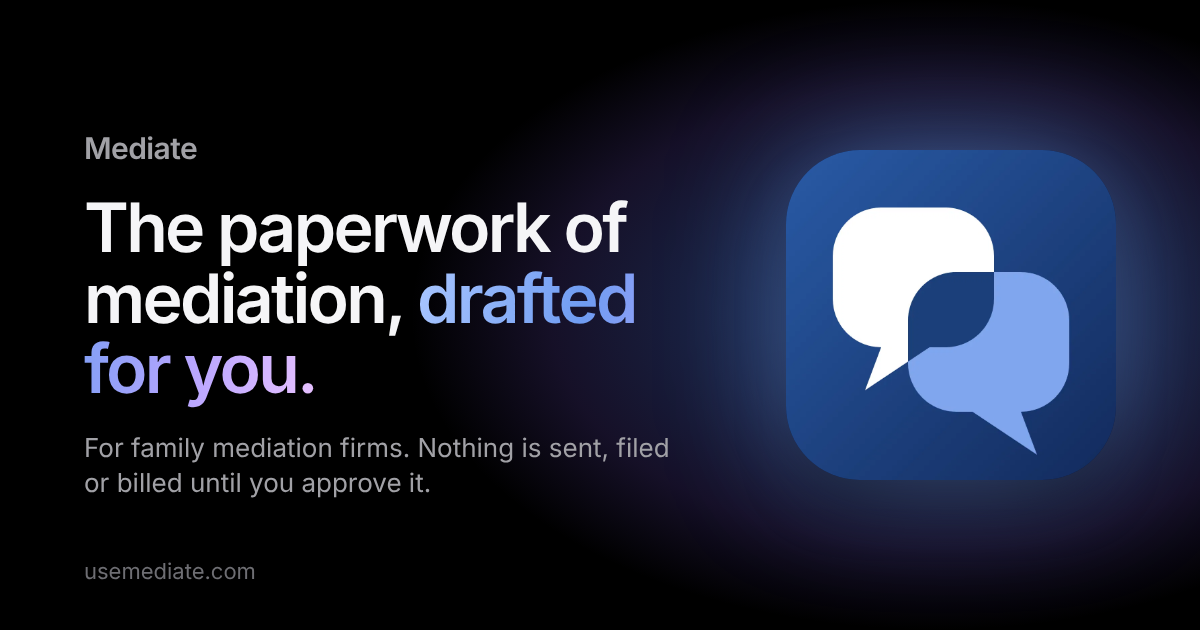 Mediate
The paperwork of
mediation, drafted
for you.
For family mediation firms. Nothing is sent, filed
or billed until you approve it.
usemediate.com